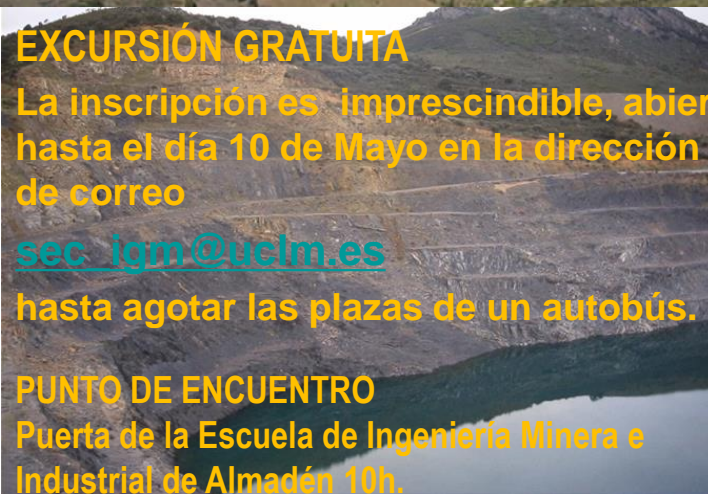 EXCURSIÓN GRATUITA
La inscripción es imprescindible, abier
hasta el día 10 de Mayo en la dirección
de correo
sec_igm@uclm.es
hasta agotar las plazas de un autobús.
PUNTO DE ENCUENTRO
Puerta de la Escuela de Ingeniería Minera e
Industrial de Almadén 10h.